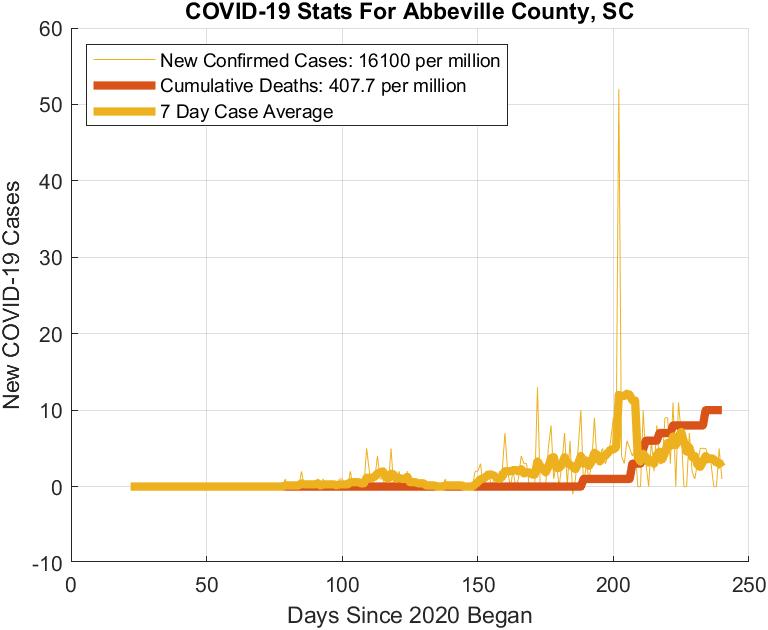 COVID-19 Stats For Abbeville County, SC
New Confirmed Cases: 16100 per million
Cumulative Deaths: 407.7 per million
7 Day Case Average
New COVID-19 Cases
60
50
40
30
20
10
0
-10
0 50 100 150 200 250
Days Since 2020 Began